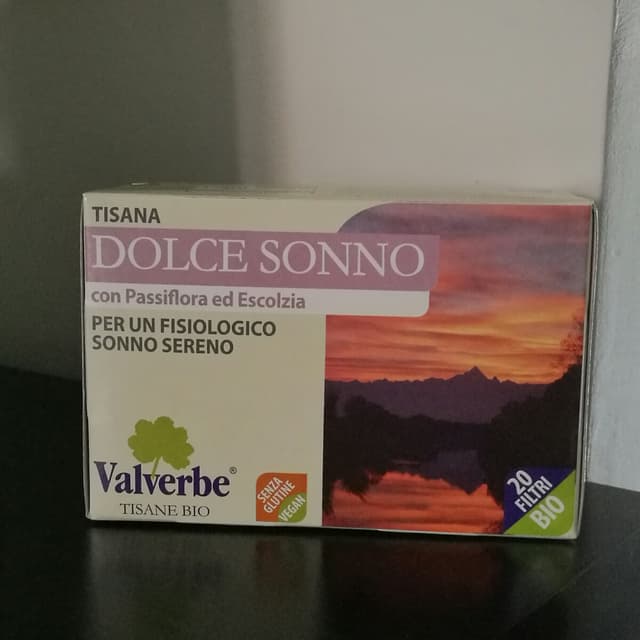 TISANA
DOLCE SONNO
con Passiflora ed Escolzia
PER UN FISIOLOGICO
SONNO SERENO
Valverbe®
TISANE BIO
SENZA
GLUTINE
VEGAN
20
FILTRI
BIO